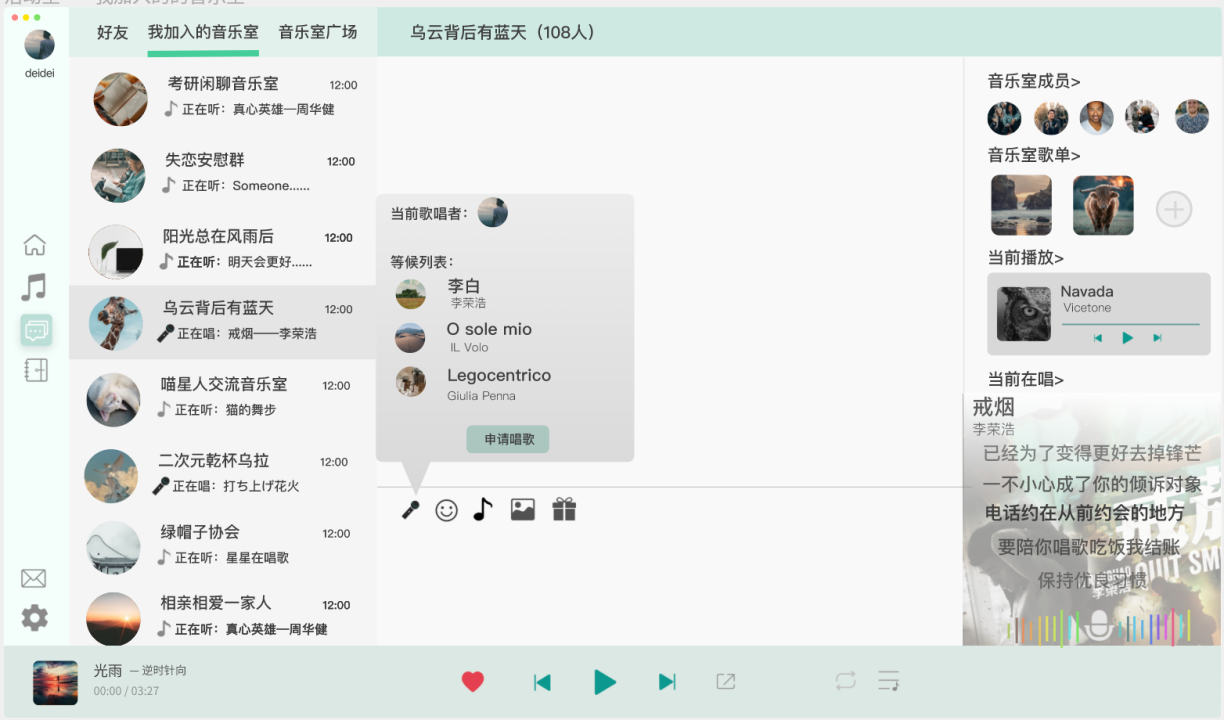 我加入的的音乐室
deidei
好友 我加入的音乐室 音乐室广场
考研闲聊音乐室 12:00
正在听：真心英雄—周华健
失恋安慰群 12:00
正在听：Someone......
阳光总在风雨后 12:00
正在听：明天会更好......
乌云背后有蓝天 12:00
正在唱：戒烟——李荣浩
喵星人交流音乐室 12:00
正在听：猫的舞步
二次元乾杯乌拉 12:00
正在唱：打ち上げ花火
绿帽子协会 12:00
正在听：星星在唱歌
相亲相爱一家人 12:00
正在听：真心英雄—周华健
乌云背后有蓝天（108人）
当前歌唱者：
等候列表：
李白
李荣浩
O sole mio
IL Volo
Legocentrico
Giulia Penna
申请唱歌
音乐室成员>
音乐室歌单>
当前播放>
Navada
Vicetone
当前在唱>
戒烟
李荣浩
已经为了变得更好去掉锋芒
一不小心成了你的倾诉对象
电话约在从前约会的地方
要陪你唱歌吃饭我结账
保持优良习惯
光雨 — 逆时针向
00:00 / 03:27